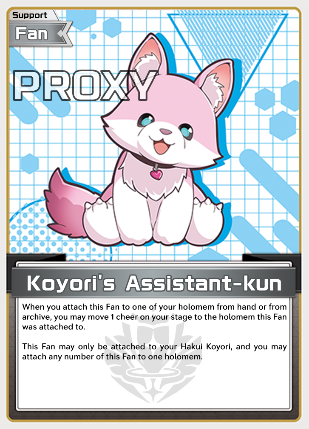 Support
Fan
PROXY
Koyori's Assistant-kun
When you attach this Fan to one of your holomem from hand or from
archive, you may move 1 cheer on your stage to the holomem this Fan
was attached to.
This Fan may only be attached to your Hakui Koyori, and you may
attach any number of this Fan to one holomem.